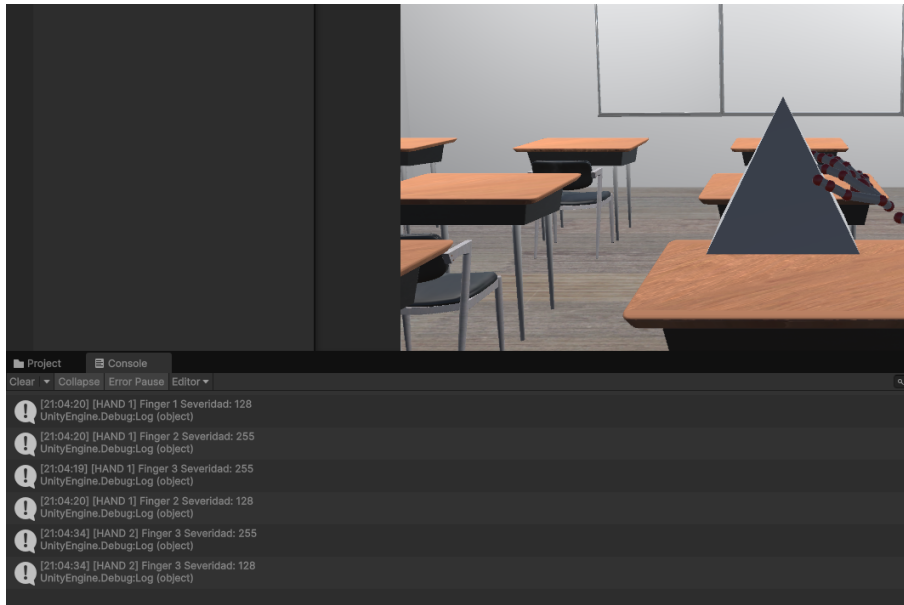 Project Console
Clear Collapse Error Pause Editor
[21:04:20] [HAND 1] Finger 1 Severidad: 128
UnityEngine.Debug:Log (object)
[21:04:20] [HAND 1] Finger 2 Severidad: 255
UnityEngine.Debug:Log (object)
[21:04:19] [HAND 1] Finger 3 Severidad: 255
UnityEngine.Debug:Log (object)
[21:04:20] [HAND 1] Finger 2 Severidad: 128
UnityEngine.Debug:Log (object)
[21:04:34] [HAND 2] Finger 3 Severidad: 255
UnityEngine.Debug:Log (object)
[21:04:34] [HAND 2] Finger 3 Severidad: 128
UnityEngine.Debug:Log (object)